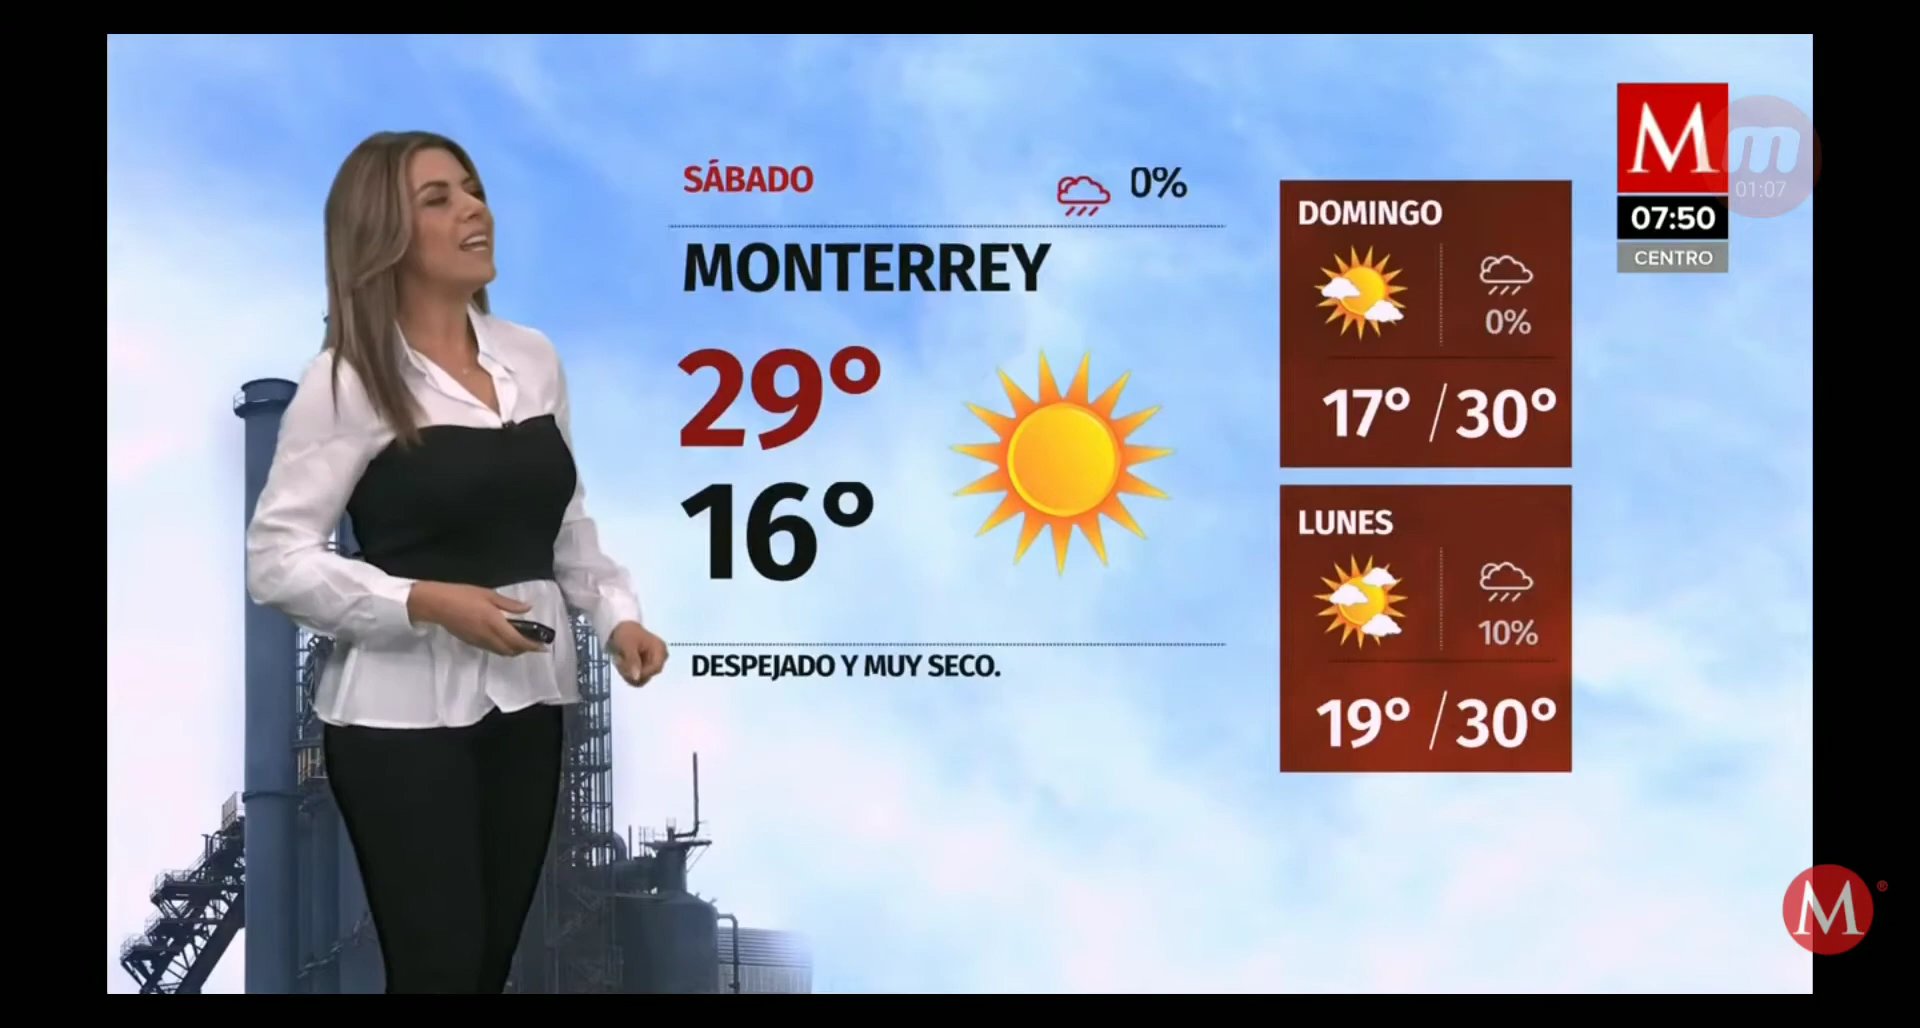 SÁBADO
0%
MONTERREY
29°
16°
DESPEJADO Y MUY SECO.
DOMINGO
0%
17° / 30°
LUNES
10%
19° / 30°
M
m
01:07
07:50
CENTRO
M®